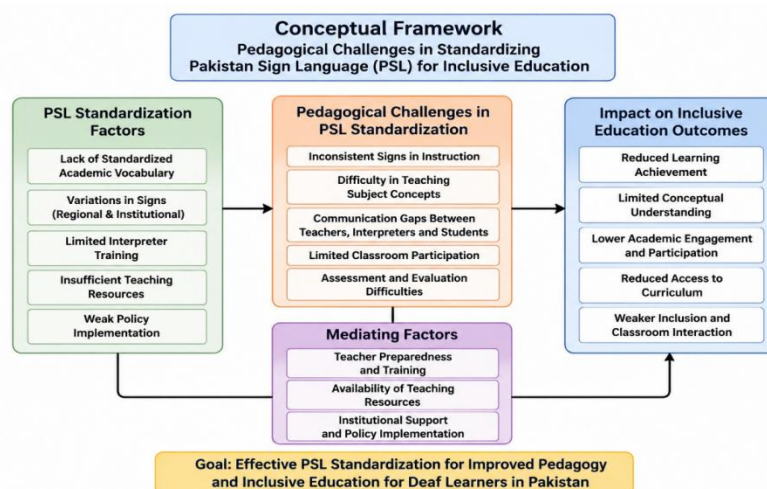 Conceptual Framework
Pedagogical Challenges in Standardizing
Pakistan Sign Language (PSL) for Inclusive Education
PSL Standardization
Factors
Lack of Standardized
Academic Vocabulary
Variations in Signs
(Regional & Institutional)
Limited Interpreter
Training
Insufficient Teaching
Resources
Weak Policy
Implementation
Pedagogical Challenges in
PSL Standardization
Inconsistent Signs in Instruction
Difficulty in Teaching
Subject Concepts
Communication Gaps Between
Teachers, Interpreters and Students
Limited Classroom Participation
Assessment and Evaluation
Difficulties
Impact on Inclusive
Education Outcomes
Reduced Learning
Achievement
Limited Conceptual
Understanding
Lower Academic Engagement
and Participation
Reduced Access to
Curriculum
Weaker Inclusion and
Classroom Interaction
Mediating Factors
Teacher Preparedness
and Training
Availability of Teaching
Resources
Institutional Support
and Policy Implementation
Goal: Effective PSL Standardization for Improved Pedagogy
and Inclusive Education for Deaf Learners in Pakistan